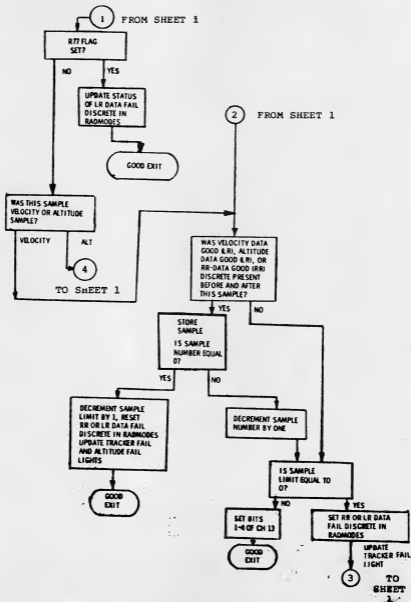 1 FROM SHEET 1
R77 FLAG
SET?
NO
YES
UPDATE STATUS
OF LR DATA FAIL
DISCRETE IN
RADMODES
GOOD EXIT
2 FROM SHEET 1
WAS THIS SAMPLE
VELOCITY OR ALTITUDE
SAMPLE?
VELOCITY
ALT
4
TO SHEET 1
WAS VELOCITY DATA
GOOD (LR), ALTITUDE
DATA GOOD (LR), OR
RR-DATA GOOD (RR)
DISCRETE PRESENT
BEFORE AND AFTER
THIS SAMPLE?
YES
NO
STORE
SAMPLE
IS SAMPLE
NUMBER EQUAL
0?
YES
NO
DECREMENT SAMPLE
LIMIT BY 1, RESET
RR OR LR DATA FAIL
DISCRETE IN RADMODES
UPDATE TRACKER FAIL
AND ALTITUDE FAIL
LIGHTS
GOOD
EXIT
DECREMENT SAMPLE
NUMBER BY ONE
IS SAMPLE
LIMIT EQUAL TO
0?
NO
YES
SET BITS
1-4 OF CH 13
GOOD
EXIT
SET RR OR LR DATA
FAIL DISCRETE IN
RADMODES
UPDATE
TRACKER FAIL
LIGHT
3 TO
SHEET
1